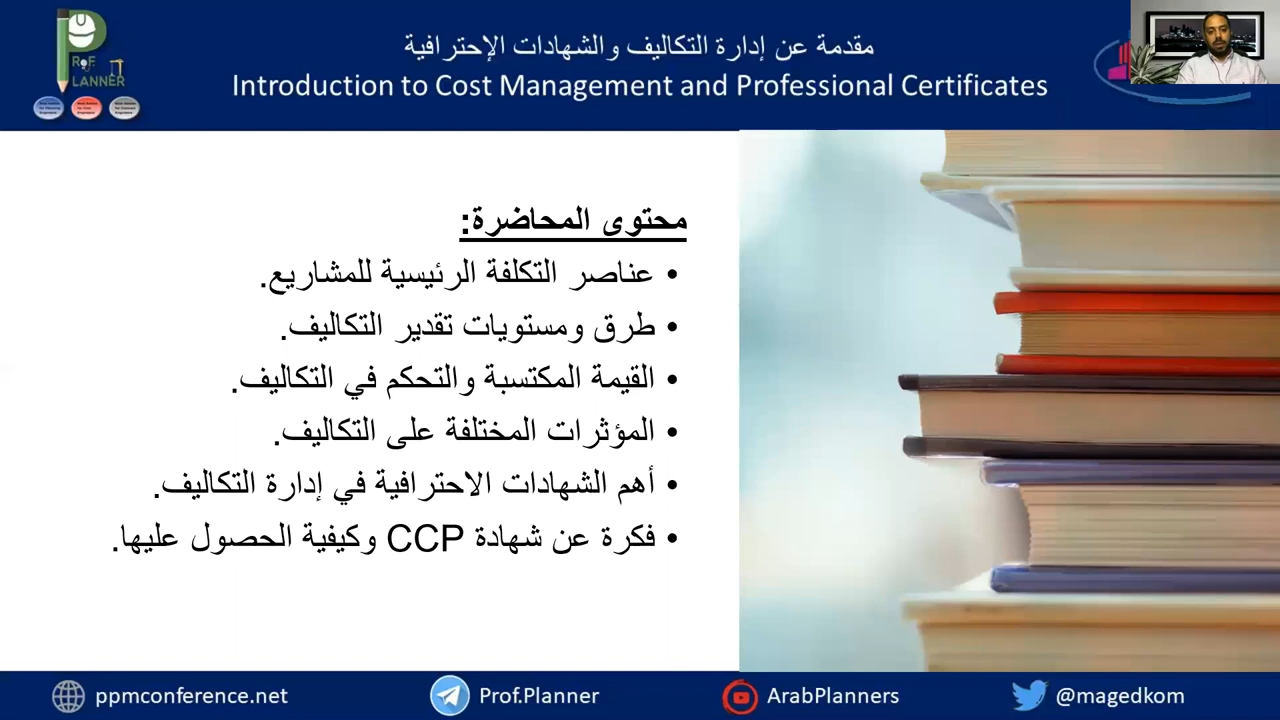 مقدمة عن إدارة التكاليف والشهادات الإحترافية
Introduction to Cost Management and Professional Certificates
Prof.
PLANNER
محتوى المحاضرة:
• عناصر التكلفة الرئيسية للمشاريع.
• طرق ومستويات تقدير التكاليف.
• القيمة المكتسبة والتحكم في التكاليف.
• المؤثرات المختلفة على التكاليف.
• أهم الشهادات الاحترافية في إدارة التكاليف.
• فكرة عن شهادة CCP وكيفية الحصول عليها.
ppmconference.net
Prof.Planner
ArabPlanners
@magedkom